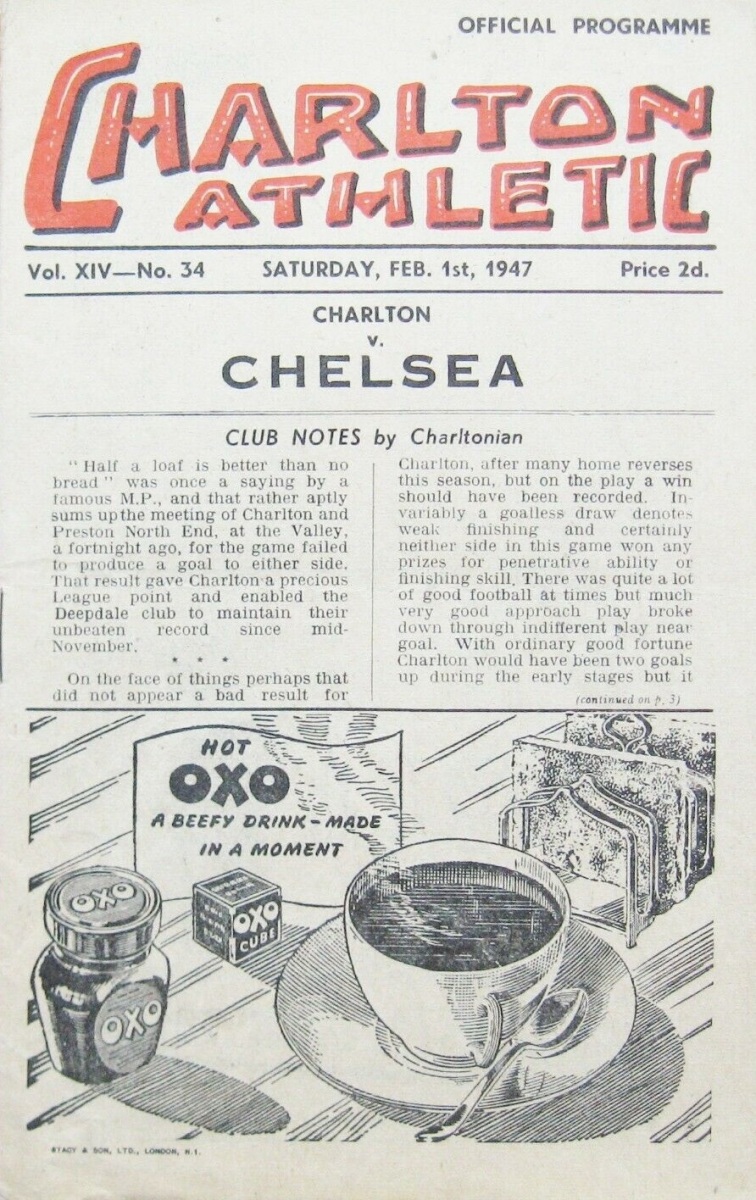 OFFICIAL PROGRAMME
CHARLTON
ATHLETIC
Vol. XIV—No. 34 SATURDAY, FEB. 1st, 1947 Price 2d.
CHARLTON
v.
CHELSEA
CLUB NOTES by Charltonian
"Half a loaf is better than no
bread" was once a saying by a
famous M.P., and that rather aptly
sums up the meeting of Charlton and
Preston North End, at the Valley,
a fortnight ago, for the game failed
to produce a goal to either side.
That result gave Charlton a precious
League point and enabled the
Deepdale club to maintain their
unbeaten record since mid-
November.
* * *
On the face of things perhaps that
did not appear a bad result for
Charlton, after many home reverses
this season, but on the play a win
should have been recorded. In-
variably a goalless draw denotes
weak finishing and certainly
neither side in this game won any
prizes for penetrative ability or
finishing skill. There was quite a lot
of good football at times but much
very good approach play broke
down through indifferent play near
goal. With ordinary good fortune
Charlton would have been two goals
up during the early stages but it
(continued on p. 3)
HOT
OXO
A BEEFY DRINK-MADE
IN A MOMENT
OXO
OXO
CUBE
OXO
STACY & SON, LTD., LONDON, N.1.